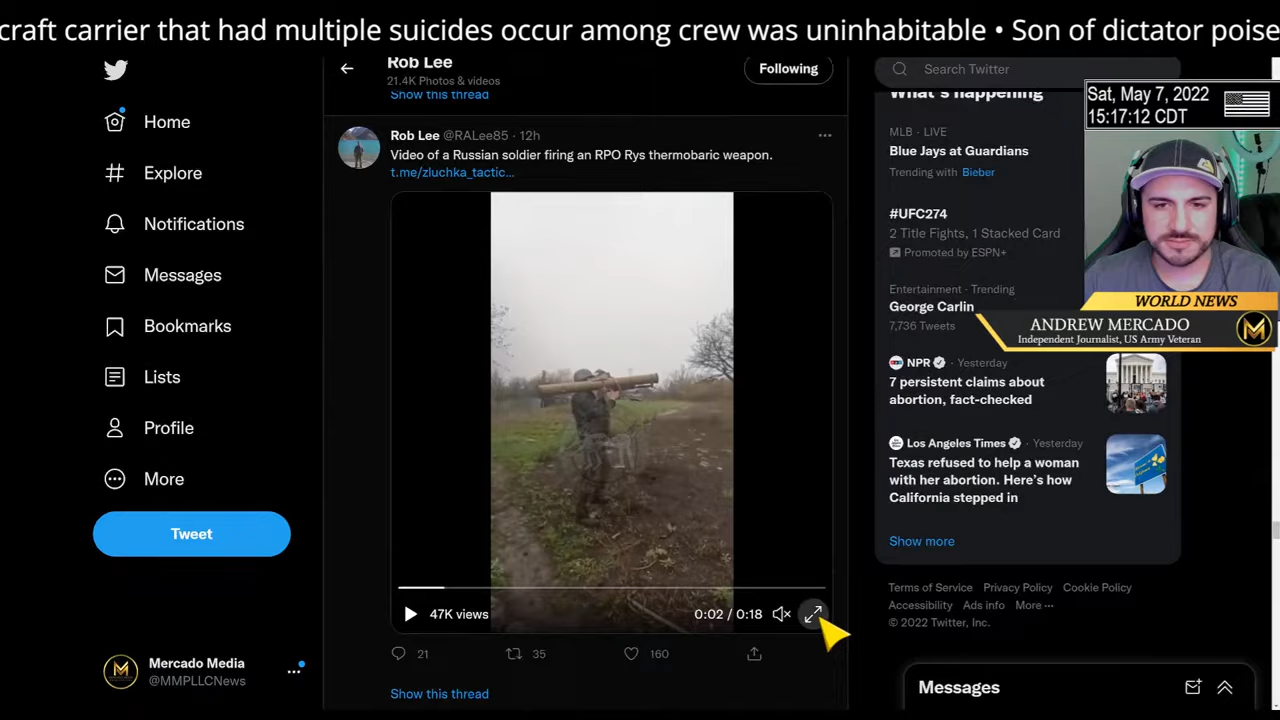 craft carrier that had multiple suicides occur among crew was uninhabitable • Son of dictator poise
Home
Explore
Notifications
Messages
Bookmarks
Lists
Profile
More
Tweet
Mercado Media
@MMPLLCNews
Rob Lee
21.4K Photos & videos
Following
Show this thread
Rob Lee @RALee85 · 12h
Video of a Russian soldier firing an RPO Rys thermobaric weapon.
t.me/zluchka_tactic…
47K views
0:02 / 0:18
21
35
160
Show this thread
Search Twitter
What's happening
MLB · LIVE
Blue Jays at Guardians
Trending with Bieber
#UFC274
2 Title Fights, 1 Stacked Card
Promoted by ESPN+
Entertainment · Trending
George Carlin
7,736 Tweets
NPR · Yesterday
7 persistent claims about
abortion, fact-checked
Los Angeles Times · Yesterday
Texas refused to help a woman
with her abortion. Here's how
California stepped in
Show more
Terms of Service Privacy Policy Cookie Policy
Accessibility Ads info More ···
© 2022 Twitter, Inc.
Messages
Sat, May 7, 2022
15:17:12 CDT
WORLD NEWS
ANDREW MERCADO
Independent Journalist, US Army Veteran